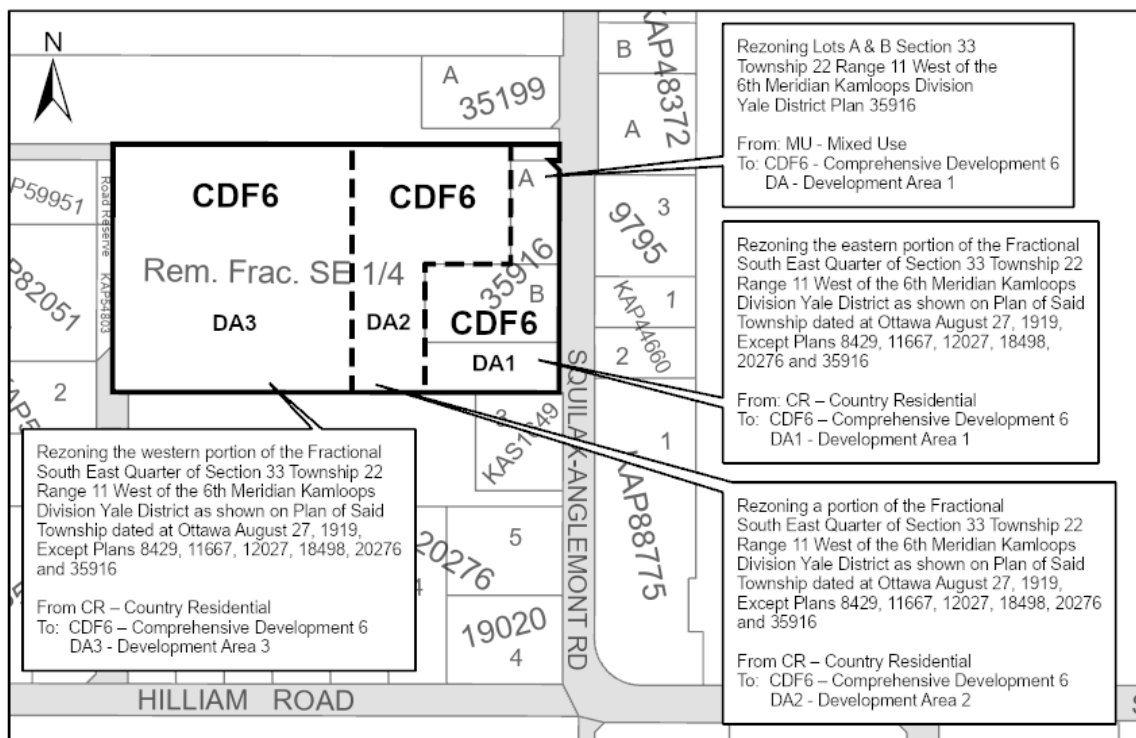 N
A
35199
B
KAP48372
A
Rezoning Lots A & B Section 33
Township 22 Range 11 West of the
6th Meridian Kamloops Division
Yale District Plan 35916
From: MU - Mixed Use
To: CDF6 - Comprehensive Development 6
DA - Development Area 1
P59951
Road Reserve KAP54803
CDF6
CDF6
A
3
9795
P82051
Rem. Frac. SE 1/4
35916
B
1
KAP44660
DA3
DA2
CDF6
DA1
2
Rezoning the eastern portion of the Fractional
South East Quarter of Section 33 Township 22
Range 11 West of the 6th Meridian Kamloops
Division Yale District as shown on Plan of Said
Township dated at Ottawa August 27, 1919,
Except Plans 8429, 11667, 12027, 18498,
20276 and 35916
From: CR – Country Residential
To: CDF6 – Comprehensive Development 6
DA1 - Development Area 1
2
KAP5
3
KAS1649
SQUILAX-ANGLEMONT RD
1
KAP88775
Rezoning the western portion of the Fractional
South East Quarter of Section 33 Township 22
Range 11 West of the 6th Meridian Kamloops
Division Yale District as shown on Plan of Said
Township dated at Ottawa August 27, 1919,
Except Plans 8429, 11667, 12027, 18498, 20276
and 35916
From CR – Country Residential
To: CDF6 – Comprehensive Development 6
DA3 - Development Area 3
20276
5
4
19020
4
Rezoning a portion of the Fractional
South East Quarter of Section 33 Township 22
Range 11 West of the 6th Meridian Kamloops
Division Yale District as shown on Plan of Said
Township dated at Ottawa August 27, 1919,
Except Plans 8429, 11667, 12027, 18498, 20276
and 35916
From CR – Country Residential
To: CDF6 – Comprehensive Development 6
DA2 - Development Area 2
HILLIAM ROAD
S